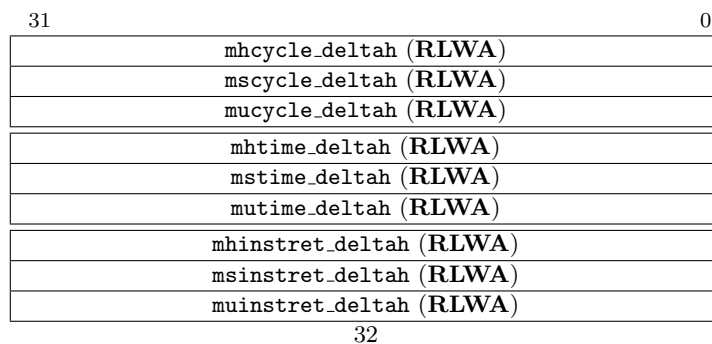 31 0
mhcycle_deltah (RLWA)
mscycle_deltah (RLWA)
mucycle_deltah (RLWA)
mhtime_deltah (RLWA)
mstime_deltah (RLWA)
mutime_deltah (RLWA)
mhinstret_deltah (RLWA)
msinstret_deltah (RLWA)
muinstret_deltah (RLWA)
32